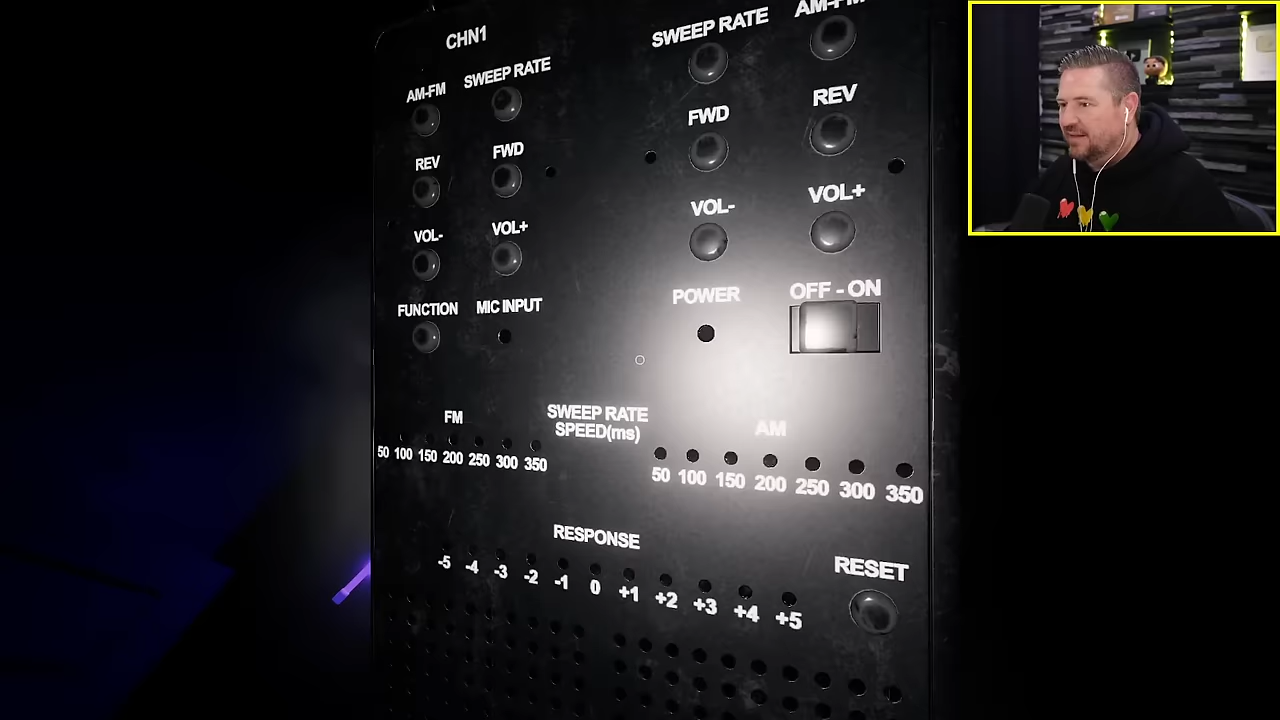 CHN1
AM-FM SWEEP RATE
REV FWD
VOL- VOL+
FUNCTION MIC INPUT
SWEEP RATE AM-FM
FWD REV
VOL- VOL+
POWER OFF - ON
FM
50 100 150 200 250 300 350
SWEEP RATE
SPEED(ms)
AM
50 100 150 200 250 300 350
RESPONSE
-5 -4 -3 -2 -1 0 +1 +2 +3 +4 +5
RESET